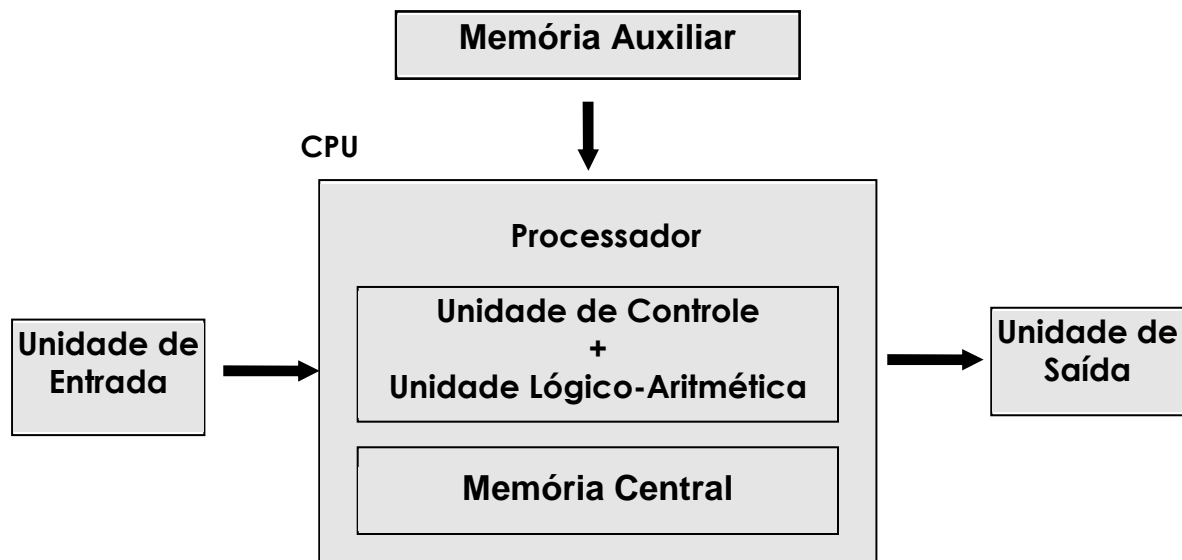 Memória Auxiliar
CPU
Processador
Unidade de
Entrada
Unidade de Controle
+
Unidade Lógico-Aritmética
Memória Central
Unidade de
Saída